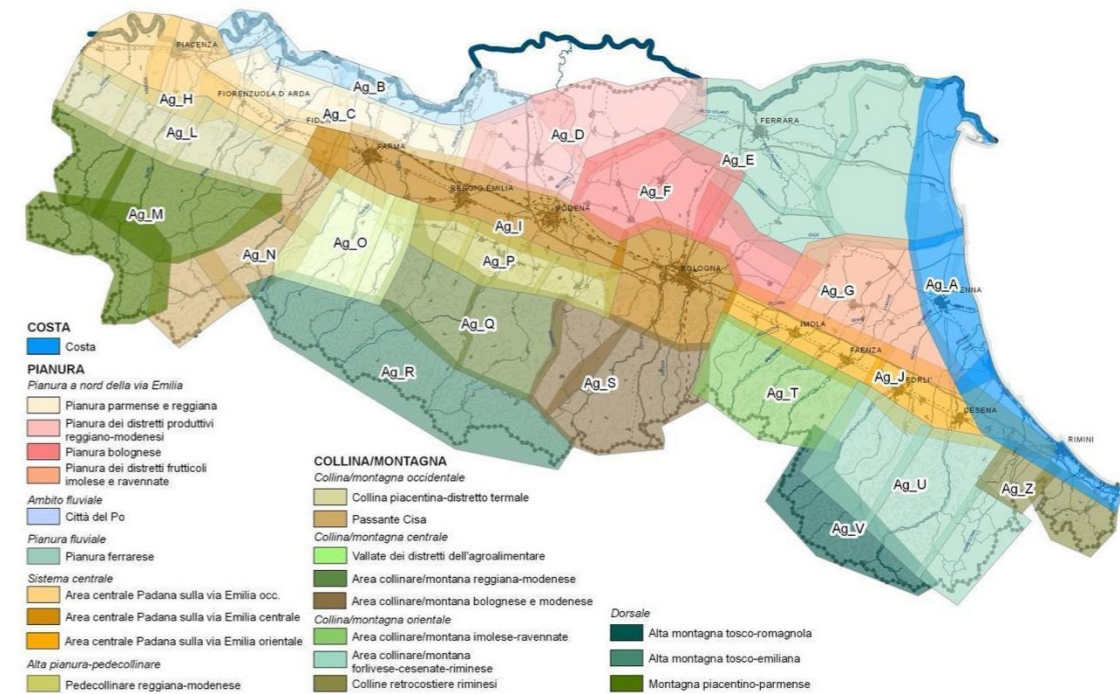 PIACENZA
FIORENZUOLA D'ARDA
PARMA
REGGIO EMILIA
MODENA
FERRARA
BOLOGNA
IMOLA
FAENZA
CESENA
RIMINI
Ag_A
Ag_B
Ag_C
Ag_D
Ag_E
Ag_F
Ag_G
Ag_H
Ag_I
Ag_J
Ag_L
Ag_M
Ag_N
Ag_O
Ag_P
Ag_Q
Ag_R
Ag_S
Ag_T
Ag_U
Ag_V
Ag_Z
COSTA
Costa
PIANURA
Pianura a nord della via Emilia
Pianura parmense e reggiana
Pianura dei distretti produttivi
reggiano-modenesi
Pianura bolognese
Pianura dei distretti frutticoli
imolese e ravennate
Ambito fluviale
Città del Po
Pianura fluviale
Pianura ferrarese
Sistema centrale
Area centrale Padana sulla via Emilia occ.
Area centrale Padana sulla via Emilia centrale
Area centrale Padana sulla via Emilia orientale
Alta pianura-pedecollinare
Pedecollinare reggiana-modenese
COLLINA/MONTAGNA
Collina/montagna occidentale
Collina piacentina-distretto termale
Passante Cisa
Collina/montagna centrale
Vallate dei distretti dell'agroalimentare
Area collinare/montana reggiana-modenese
Area collinare/montana bolognese e modenese
Collina/montagna orientale
Area collinare/montana imolese-ravennate
Area collinare/montana
forlivese-cesenate-riminese
Colline retrocostiere riminesi
Dorsale
Alta montagna tosco-romagnola
Alta montagna tosco-emiliana
Montagna piacentino-parmense